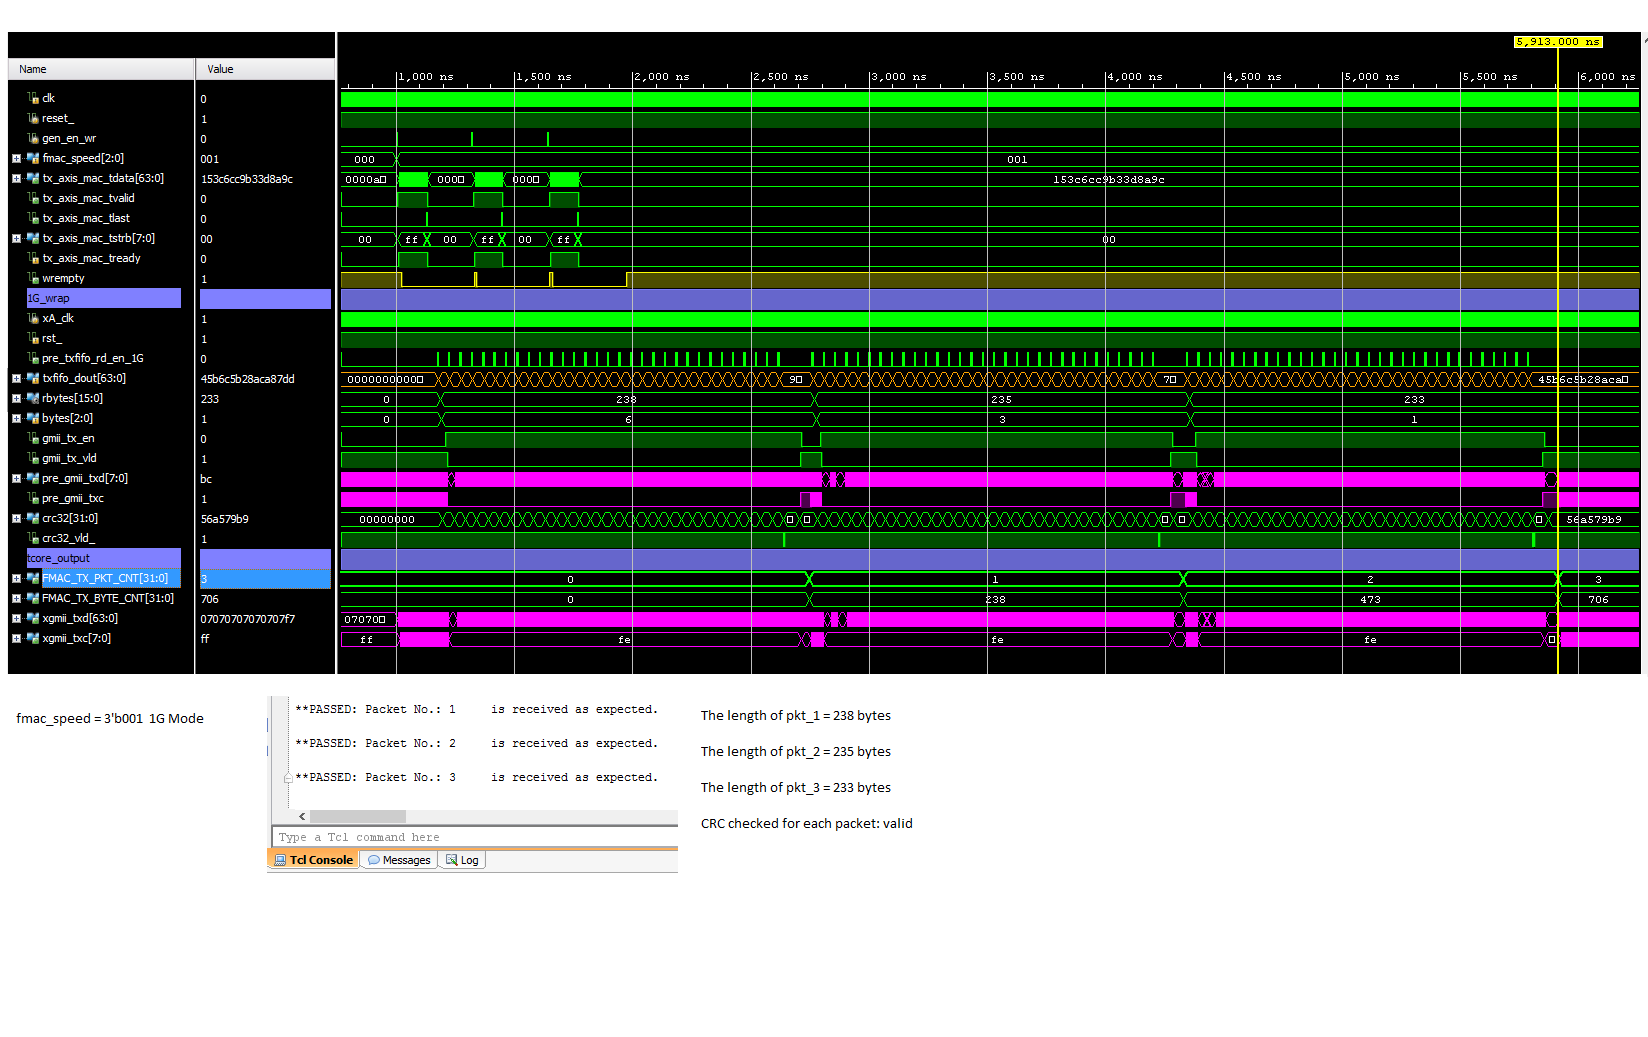 5,913.000 ns
Name Value
1,000 ns 1,500 ns 2,000 ns 2,500 ns 3,000 ns 3,500 ns 4,000 ns 4,500 ns 5,000 ns 5,500 ns 6,000 ns
clk 0
reset_ 1
gen_en_wr 0
fmac_speed[2:0] 001 000 001
tx_axis_mac_tdata[63:0] 153c6cc9b33d8a9c 0000a 000 000 153c6cc9b33d8a9c
tx_axis_mac_tvalid 0
tx_axis_mac_tlast 0
tx_axis_mac_tstrb[7:0] 00 00 ff 00 ff 00 ff 00
tx_axis_mac_tready 0
wrempty 1
1G_wrap
xA_clk 1
rst_ 1
pre_txfifo_rd_en_1G 0
txfifo_dout[63:0] 45b6c5b28aca87dd 0000000000 9 7 45b6c5b28aca
rbytes[15:0] 233 0 238 235 233
bytes[2:0] 1 0 6 3 1
gmii_tx_en 0
gmii_tx_vld 1
pre_gmii_txd[7:0] bc
pre_gmii_txc 1
crc32[31:0] 56a579b9 00000000 56a579b9
crc32_vld_ 1
tcore_output
FMAC_TX_PKT_CNT[31:0] 3 0 1 2 3
FMAC_TX_BYTE_CNT[31:0] 706 0 238 473 706
xgmii_txd[63:0] 07070707070707f7 07070
xgmii_txc[7:0] ff ff fe fe fe
fmac_speed = 3'b001 1G Mode
**PASSED: Packet No.: 1 is received as expected.
**PASSED: Packet No.: 2 is received as expected.
**PASSED: Packet No.: 3 is received as expected.
Type a Tcl command here
Tcl Console Messages Log
The length of pkt_1 = 238 bytes
The length of pkt_2 = 235 bytes
The length of pkt_3 = 233 bytes
CRC checked for each packet: valid